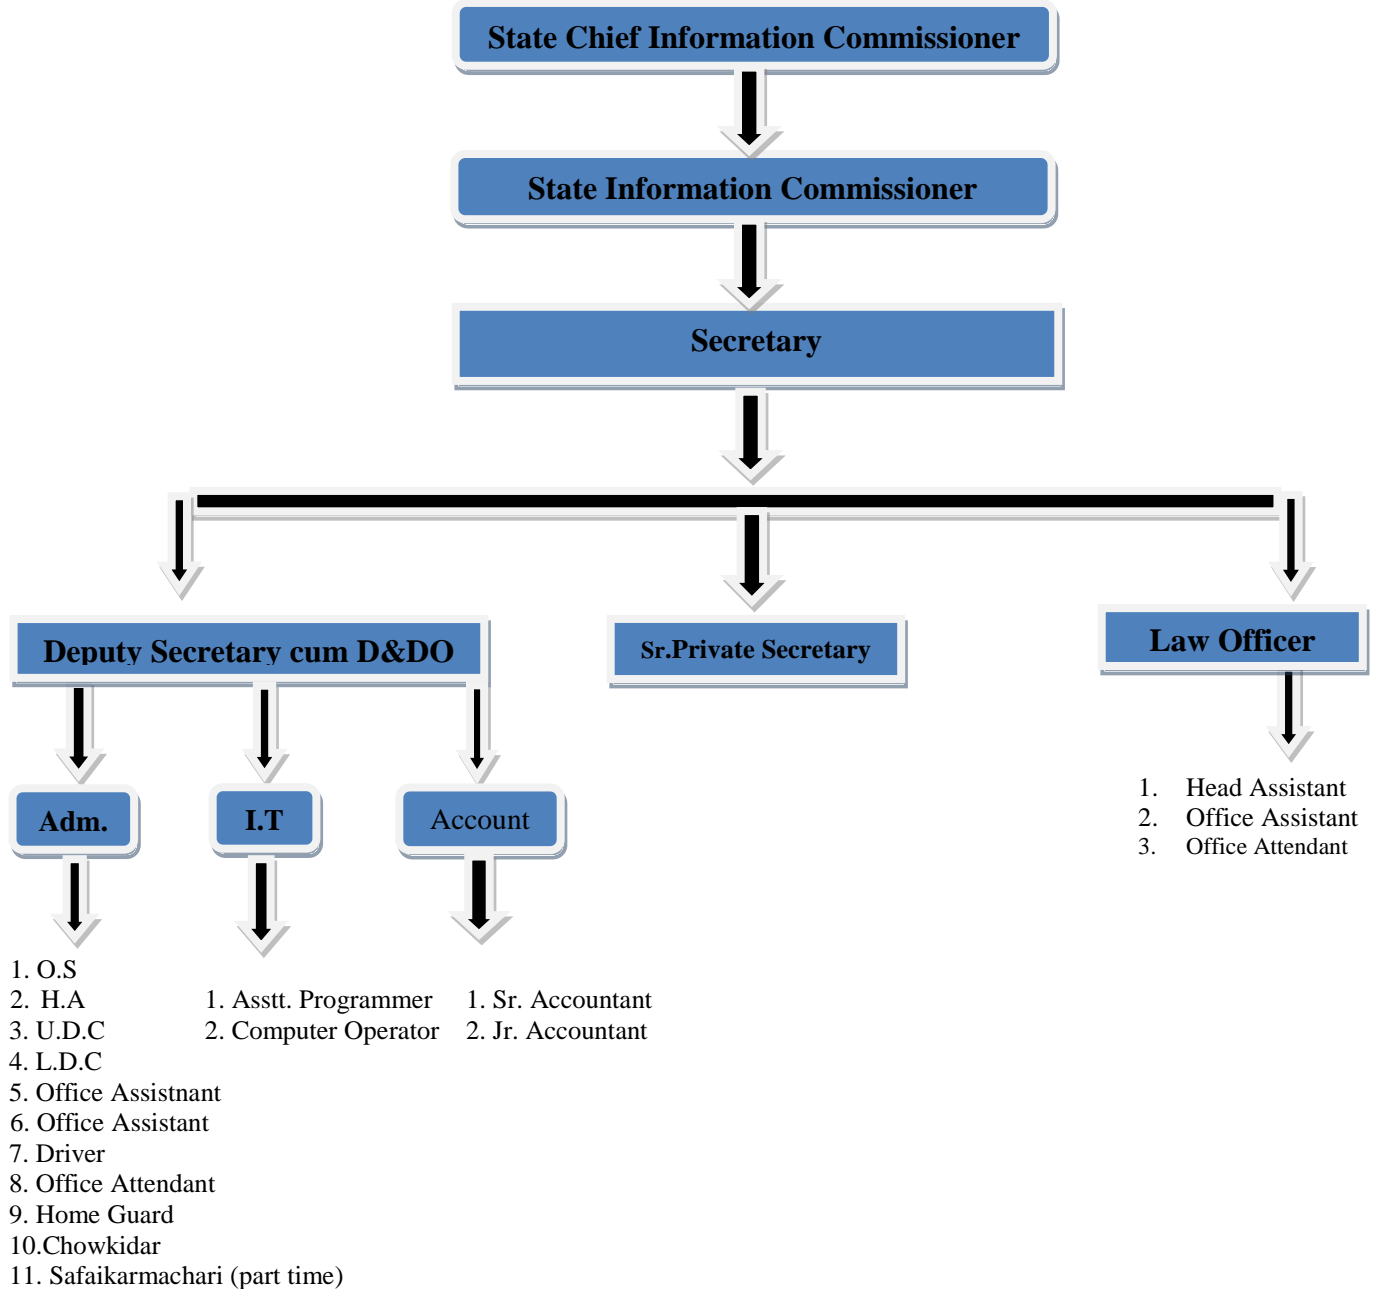 State Chief Information Commissioner
State Information Commissioner
Secretary
Deputy Secretary cum D&DO
Sr.Private Secretary
Law Officer
Adm.
I.T
Account
1. Head Assistant
2. Office Assistant
3. Office Attendant
1. O.S
2. H.A
3. U.D.C
4. L.D.C
5. Office Assistnant
6. Office Assistant
7. Driver
8. Office Attendant
9. Home Guard
10.Chowkidar
11. Safaikarmachari (part time)
1. Asstt. Programmer
2. Computer Operator
1. Sr. Accountant
2. Jr. Accountant